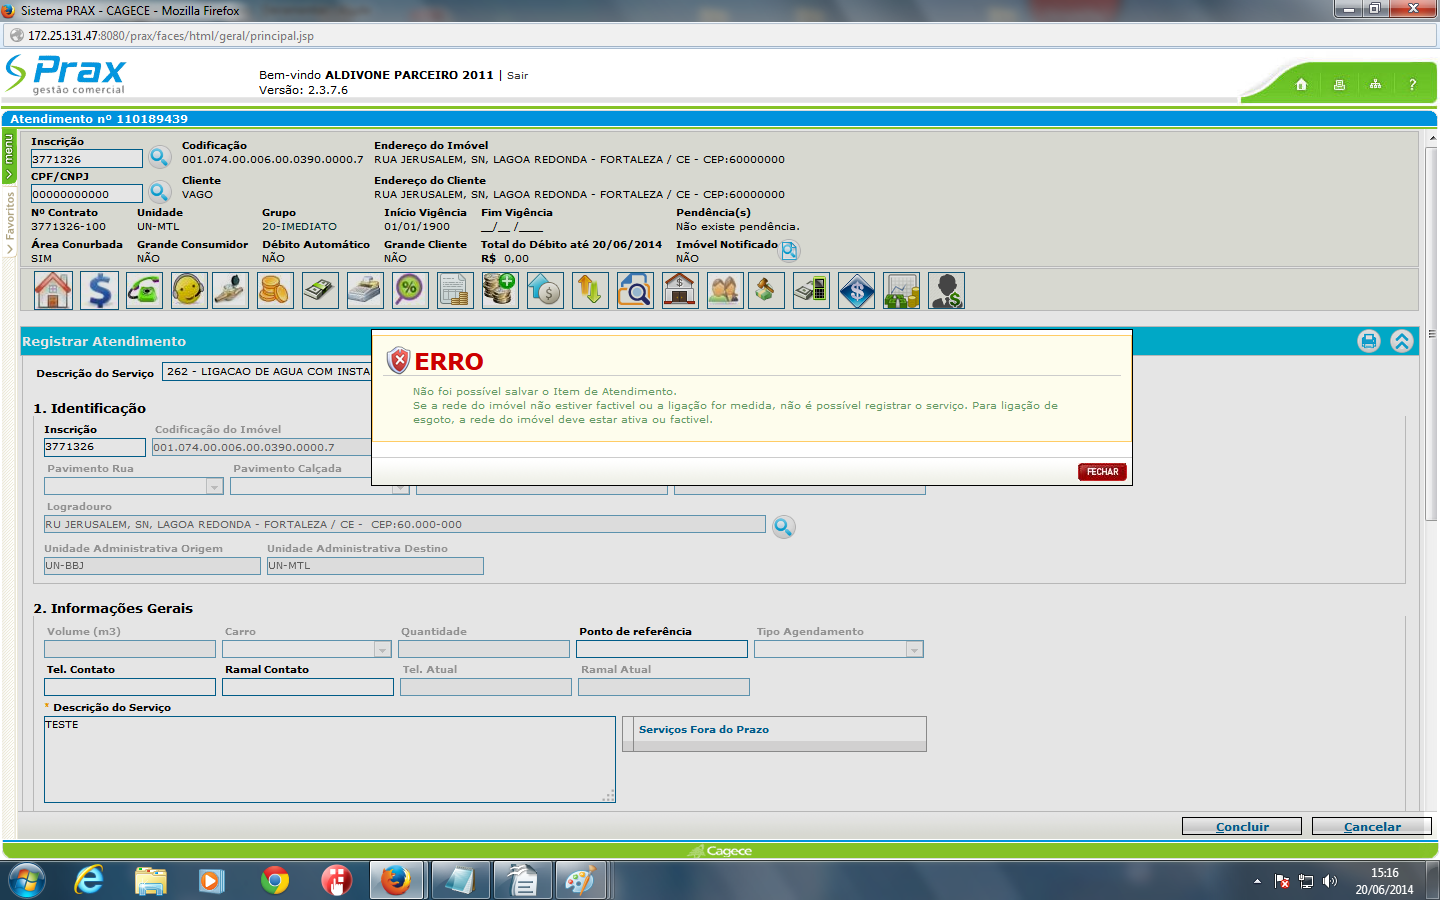 Sistema PRAX - CAGECE - Mozilla Firefox
172.25.131.47:8080/prax/faces/html/geral/principal.jsp
Prax
gestão comercial
Bem-vindo ALDIVONE PARCEIRO 2011 | Sair
Versão: 2.3.7.6
?
Atendimento nº 110189439
menu
Favoritos
Inscrição
3771326
Codificação
001.074.00.006.00.0390.0000.7
Endereço do Imóvel
RUA JERUSALEM, SN, LAGOA REDONDA - FORTALEZA / CE - CEP:60000000
CPF/CNPJ
00000000000
Cliente
VAGO
Endereço do Cliente
RUA JERUSALEM, SN, LAGOA REDONDA - FORTALEZA / CE - CEP:60000000
Nº Contrato Unidade Grupo Início Vigência Fim Vigência Pendência(s)
3771326-100 UN-MTL 20-IMEDIATO 01/01/1900 __/__ /____ Não existe pendência.
Área Conurbada Grande Consumidor Débito Automático Grande Cliente Total do Débito até 20/06/2014 Imóvel Notificado
SIM NÃO NÃO NÃO R$ 0,00 NÃO
Registrar Atendimento
Descrição do Serviço 262 - LIGACAO DE AGUA COM INSTA
ERRO
Não foi possível salvar o Item de Atendimento.
Se a rede do imóvel não estiver factivel ou a ligação for medida, não é possível registrar o serviço. Para ligação de
esgoto, a rede do imóvel deve estar ativa ou factivel.
FECHAR
1. Identificação
Inscrição Codificação do Imóvel
3771326 001.074.00.006.00.0390.0000.7
Pavimento Rua Pavimento Calçada
Logradouro
RU JERUSALEM, SN, LAGOA REDONDA - FORTALEZA / CE - CEP:60.000-000
Unidade Administrativa Origem Unidade Administrativa Destino
UN-BBJ UN-MTL
2. Informações Gerais
Volume (m3) Carro Quantidade Ponto de referência Tipo Agendamento
Tel. Contato Ramal Contato Tel. Atual Ramal Atual
* Descrição do Serviço
TESTE
Serviços Fora do Prazo
Concluir Cancelar
Cagece
15:16
20/06/2014